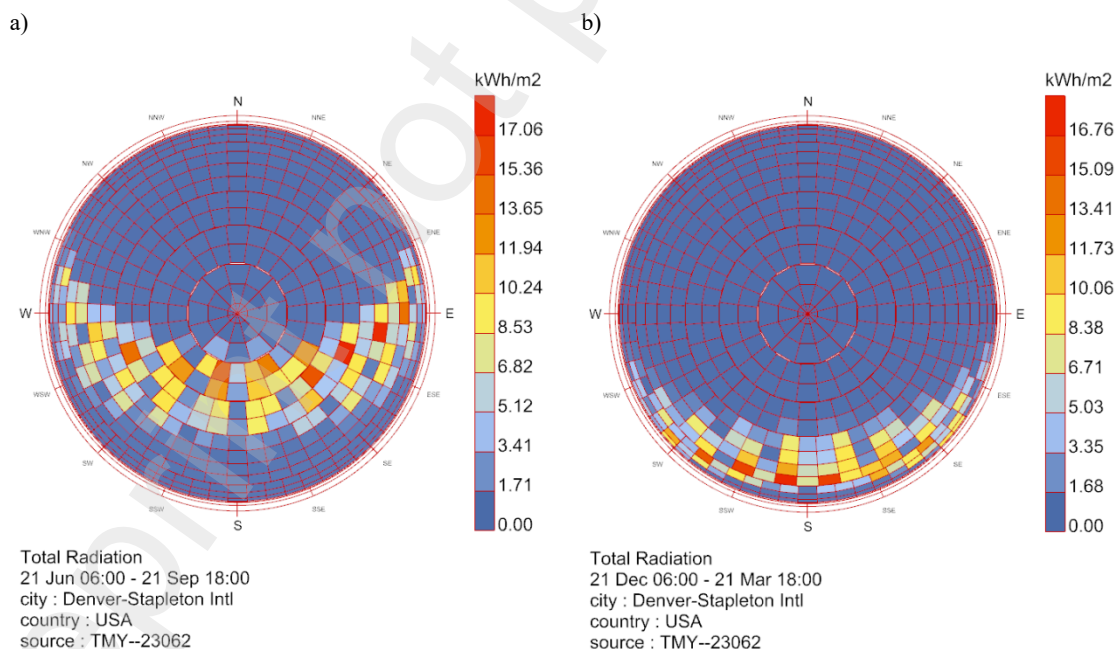 a)
b)
kWh/m2
17.06
15.36
13.65
11.94
10.24
8.53
6.82
5.12
3.41
1.71
0.00
N
NNE
NE
ENE
E
ESE
SE
SSE
S
SSW
SW
WSW
W
WNW
NW
NNW
Total Radiation
21 Jun 06:00 - 21 Sep 18:00
city : Denver-Stapleton Intl
country : USA
source : TMY--23062
kWh/m2
16.76
15.09
13.41
11.73
10.06
8.38
6.71
5.03
3.35
1.68
0.00
N
NNE
NE
ENE
E
ESE
SE
SSE
S
SSW
SW
WSW
W
WNW
NW
NNW
Total Radiation
21 Dec 06:00 - 21 Mar 18:00
city : Denver-Stapleton Intl
country : USA
source : TMY--23062